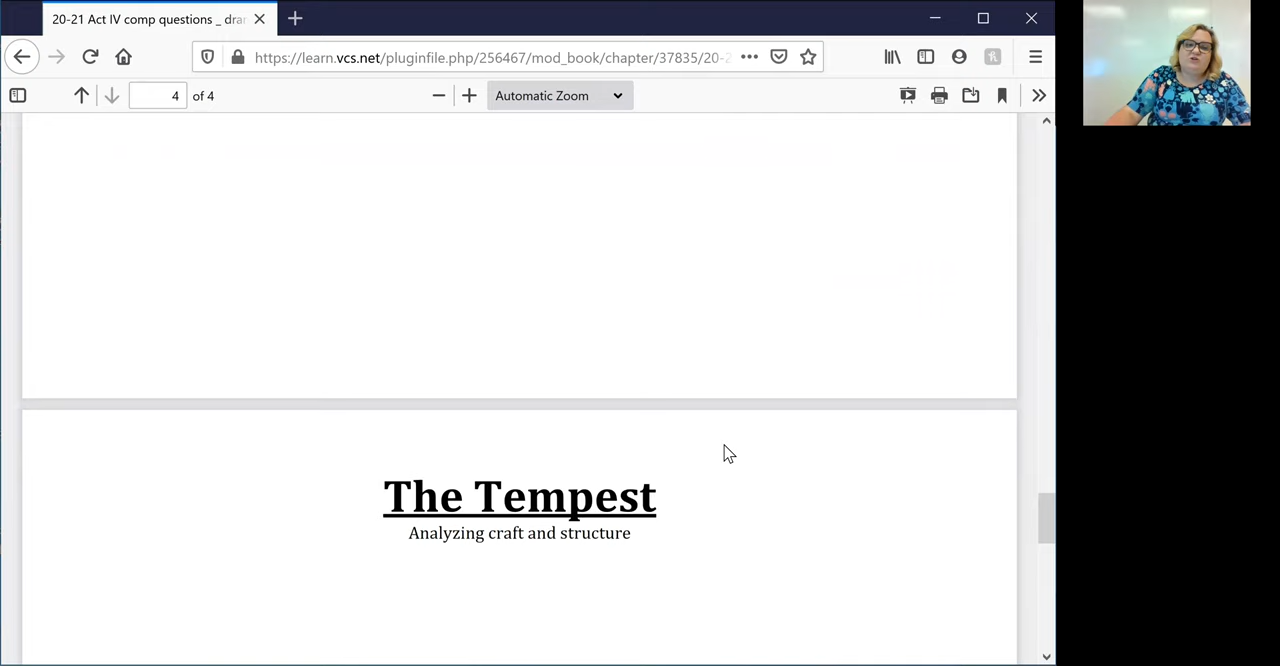 20-21 Act IV comp questions _ dran
https://learn.vcs.net/pluginfile.php/256467/mod_book/chapter/37835/20-2
4 of 4
Automatic Zoom
The Tempest
Analyzing craft and structure